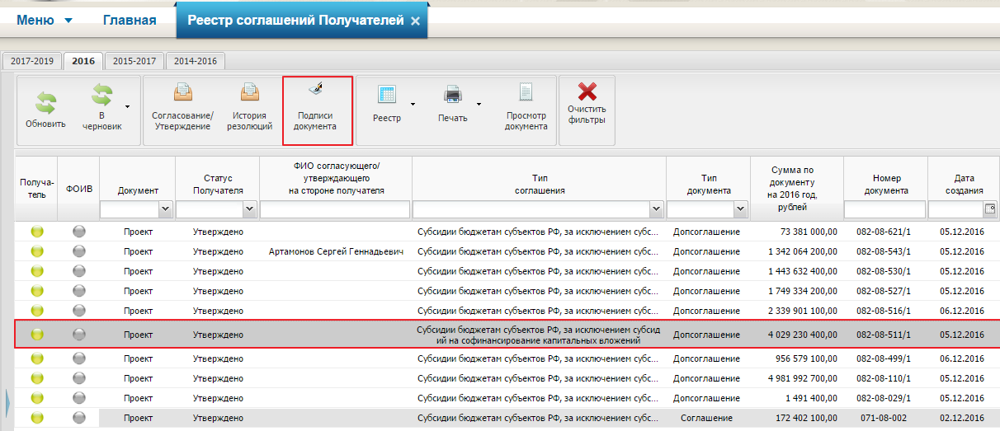 Меню Главная Реестр соглашений Получателей ×
2017-2019 2016 2015-2017 2014-2016
Обновить
В
черновик
Согласование/
Утверждение
История
резолюций
Подписи
документа
Реестр
Печать
Просмотр
документа
Очистить
фильтры
Получа-
тель
ФОИВ
Документ
Статус
Получателя
ФИО согласующего/
утверждающего
на стороне получателя
Тип
соглашения
Тип
документа
Сумма по
документу
на 2016 год,
рублей
Номер
документа
Дата
создания
Проект Утверждено Субсидии бюджетам субъектов РФ, за исключением субс... Допсоглашение 73 381 000,00 082-08-621/1 05.12.2016
Проект Утверждено Артамонов Сергей Геннадьевич Субсидии бюджетам субъектов РФ, за исключением субс... Допсоглашение 1 342 064 200,00 082-08-543/1 05.12.2016
Проект Утверждено Субсидии бюджетам субъектов РФ, за исключением субс... Допсоглашение 1 443 632 400,00 082-08-530/1 05.12.2016
Проект Утверждено Субсидии бюджетам субъектов РФ, за исключением субс... Допсоглашение 1 749 334 200,00 082-08-527/1 05.12.2016
Проект Утверждено Субсидии бюджетам субъектов РФ, за исключением субс... Допсоглашение 2 339 901 100,00 082-08-516/1 06.12.2016
Проект Утверждено Субсидии бюджетам субъектов РФ, за исключением субсид
ий на софинансирование капитальных вложений Допсоглашение 4 029 230 400,00 082-08-511/1 05.12.2016
Проект Утверждено Субсидии бюджетам субъектов РФ, за исключением субс... Допсоглашение 956 579 100,00 082-08-499/1 06.12.2016
Проект Утверждено Субсидии бюджетам субъектов РФ, за исключением субс... Допсоглашение 4 981 992 700,00 082-08-110/1 05.12.2016
Проект Утверждено Субсидии бюджетам субъектов РФ, за исключением субс... Допсоглашение 1 491 400,00 082-08-029/1 05.12.2016
Проект Утверждено Субсидии бюджетам субъектов РФ, за исключением субс... Соглашение 172 402 100,00 071-08-002 02.12.2016